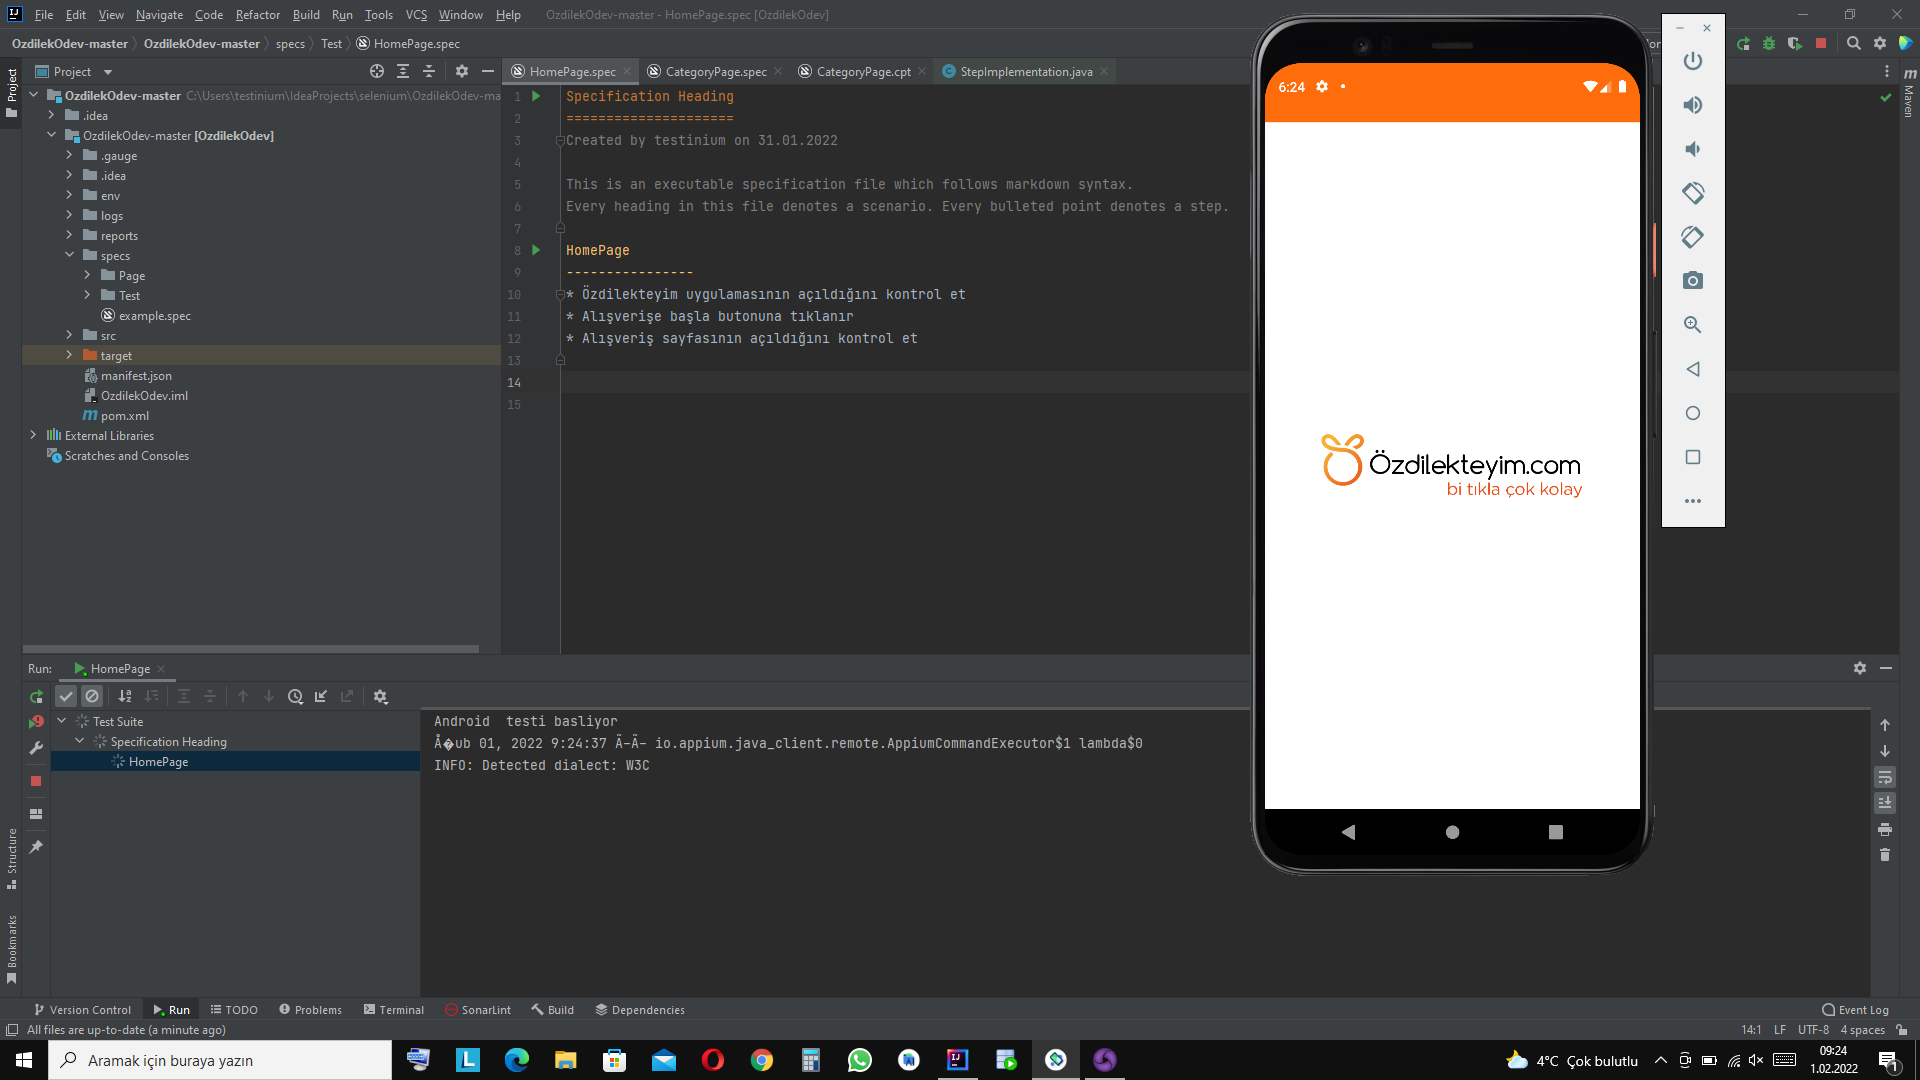 File Edit View Navigate Code Refactor Build Run Tools VCS Window Help OzdilekOdev-master - HomePage.spec [OzdilekOdev]
OzdilekOdev-master OzdilekOdev-master specs Test HomePage.spec
Project
HomePage.spec CategoryPage.spec CategoryPage.cpt StepImplementation.java
Project
Maven
OzdilekOdev-master C:\Users\testinium\IdeaProjects\selenium\OzdilekOdev-ma
.idea
OzdilekOdev-master [OzdilekOdev]
.gauge
.idea
env
logs
reports
specs
Page
Test
example.spec
src
target
manifest.json
OzdilekOdev.iml
pom.xml
External Libraries
Scratches and Consoles
1 Specification Heading
2 =====================
3 Created by testinium on 31.01.2022
4
5 This is an executable specification file which follows markdown syntax.
6 Every heading in this file denotes a scenario. Every bulleted point denotes a step.
7
8 HomePage
9 ----------------
10 * Özdilekteyim uygulamasının açıldığını kontrol et
11 * Alışverişe başla butonuna tıklanır
12 * Alışveriş sayfasının açıldığını kontrol et
13
14
15
6:24
Özdilekteyim.com
bi tıkla çok kolay
Run: HomePage
Test Suite
Specification Heading
HomePage
Android  testi basliyor
Å�ub 01, 2022 9:24:37 Ã-Ã- io.appium.java_client.remote.AppiumCommandExecutor$1 lambda$0
INFO: Detected dialect: W3C
Structure
Bookmarks
Version Control Run TODO Problems Terminal SonarLint Build Dependencies Event Log
All files are up-to-date (a minute ago) 14:1 LF UTF-8 4 spaces
Aramak için buraya yazın
4°C Çok bulutlu
09:24
1.02.2022
1